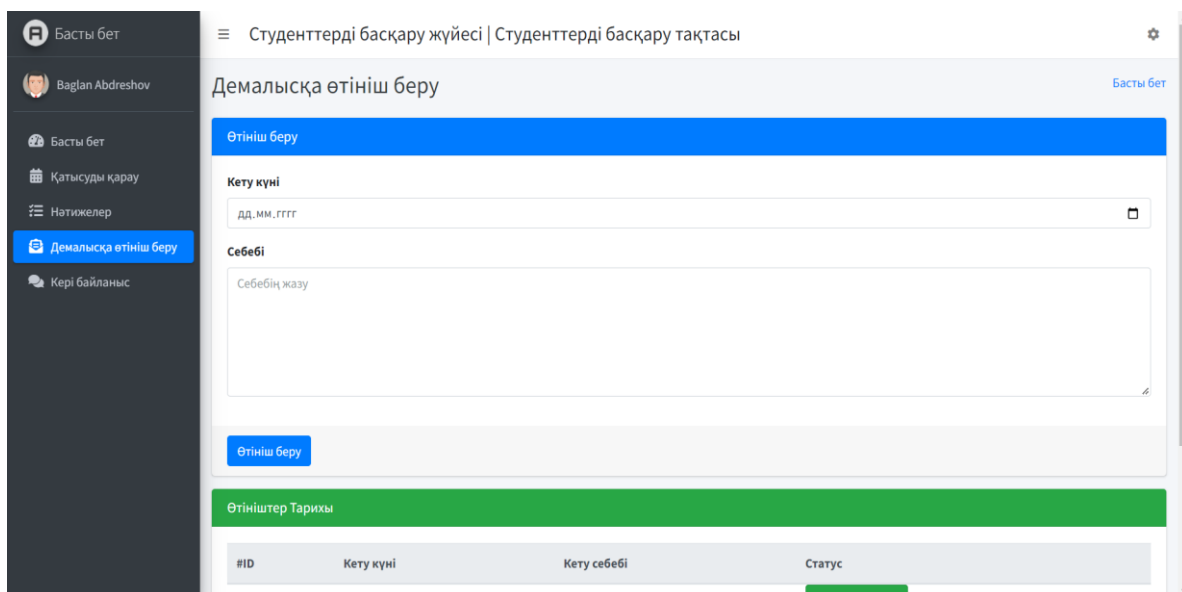 Басты бет
Студенттерді басқару жүйесі | Студенттерді басқару тақтасы
Baglan Abdreshov
Демалысқа өтініш беру
Басты бет
Басты бет
Қатысуды қарау
Нәтижелер
Демалысқа өтініш беру
Кері байланыс
Өтініш беру
Кету күні
дд.мм.гггг
Себебі
Себебің жазу
Өтініш беру
Өтініштер Тарихы
#ID Кету күні Кету себебі Статус